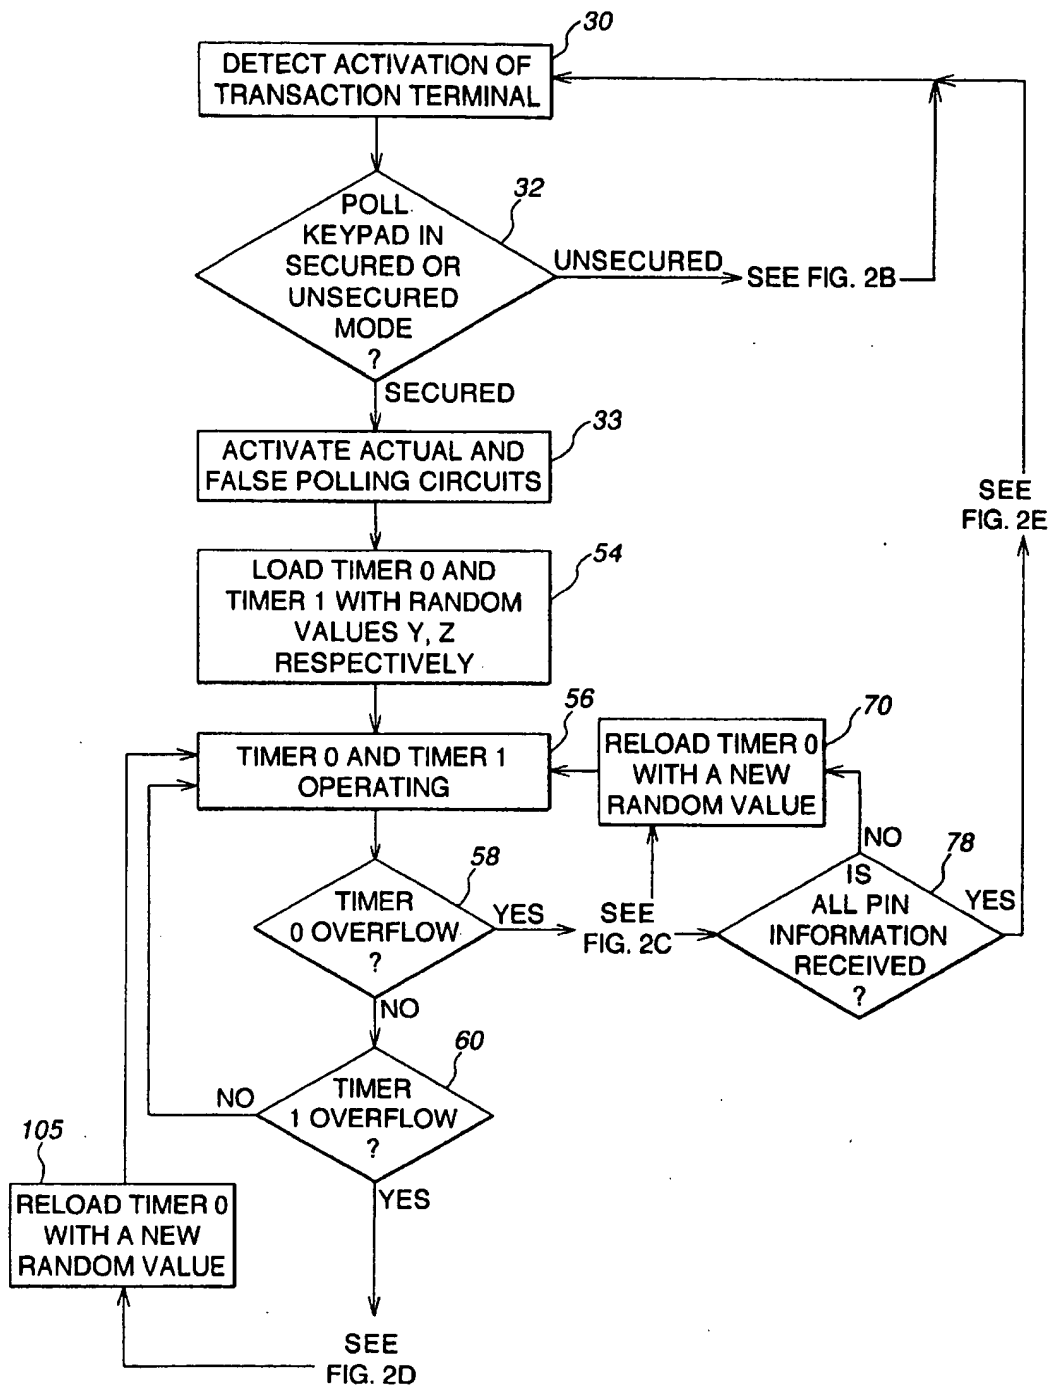 30
DETECT ACTIVATION OF
TRANSACTION TERMINAL
32
POLL
KEYPAD IN
SECURED OR
UNSECURED
MODE
?
UNSECURED
SEE FIG. 2B
SECURED
33
ACTIVATE ACTUAL AND
FALSE POLLING CIRCUITS
SEE
FIG. 2E
54
LOAD TIMER 0 AND
TIMER 1 WITH RANDOM
VALUES Y, Z
RESPECTIVELY
56
TIMER 0 AND TIMER 1
OPERATING
70
RELOAD TIMER 0
WITH A NEW
RANDOM VALUE
NO
58
TIMER
0 OVERFLOW
?
YES
SEE
FIG. 2C
78
IS
ALL PIN
INFORMATION
RECEIVED
?
YES
NO
60
TIMER
1 OVERFLOW
?
NO
YES
105
RELOAD TIMER 0
WITH A NEW
RANDOM VALUE
SEE
FIG. 2D